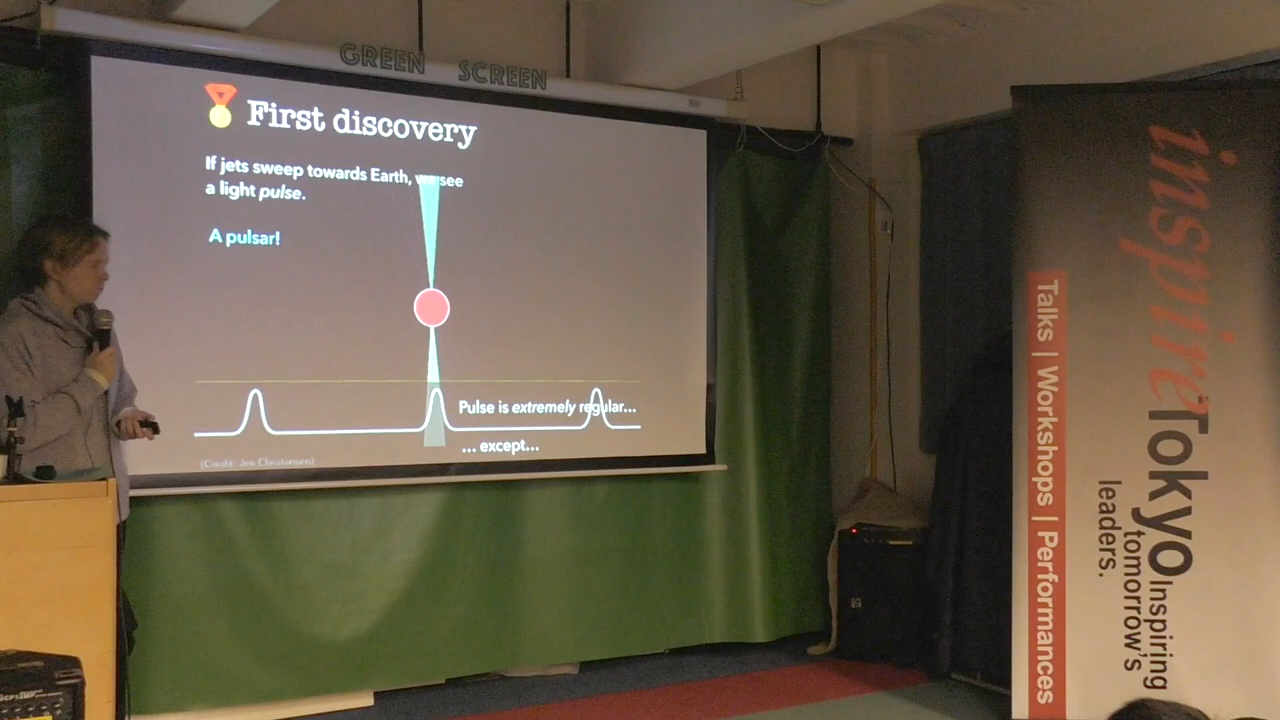 GREEN SCREEN
First discovery
If jets sweep towards Earth, we see
a light pulse.
A pulsar!
Pulse is extremely regular...
... except...
(Credit: Jen Christansen)
inspireTokyo
Inspiring
tomorrow's
leaders.
Talks | Workshops | Performances